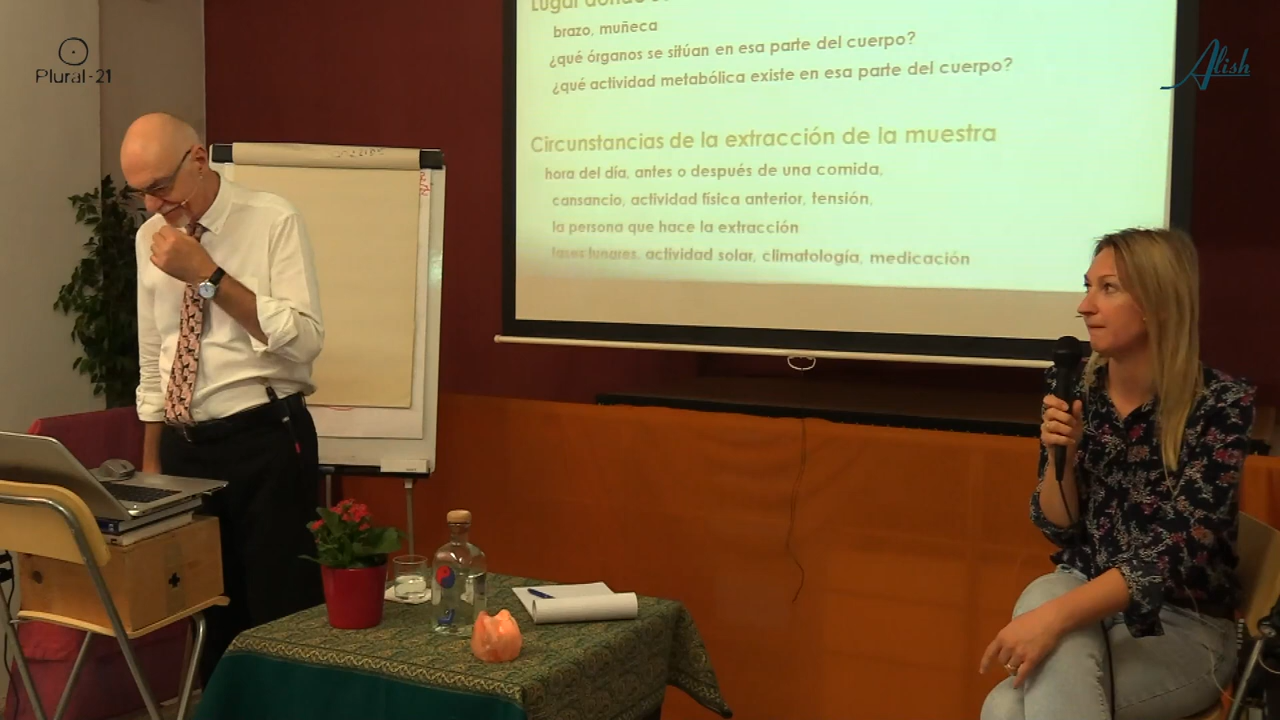 Plural-21
Alish
Lugar donde
brazo, muñeca
¿qué órganos se sitúan en esa parte del cuerpo?
¿qué actividad metabólica existe en esa parte del cuerpo?
Circunstancias de la extracción de la muestra
hora del día, antes o después de una comida,
cansancio, actividad física anterior, tensión,
la persona que hace la extracción
fases lunares, actividad solar, climatología, medicación